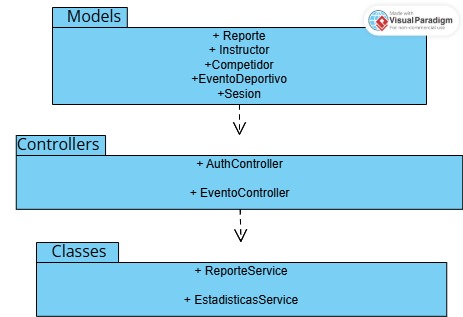 Models
Made with
Visual Paradigm
For non-commercial use
+ Reporte
+ Instructor
+Competidor
+EventoDeportivo
+Sesion
Controllers
+ AuthController
+ EventoController
Classes
+ ReporteService
+ EstadisticasService